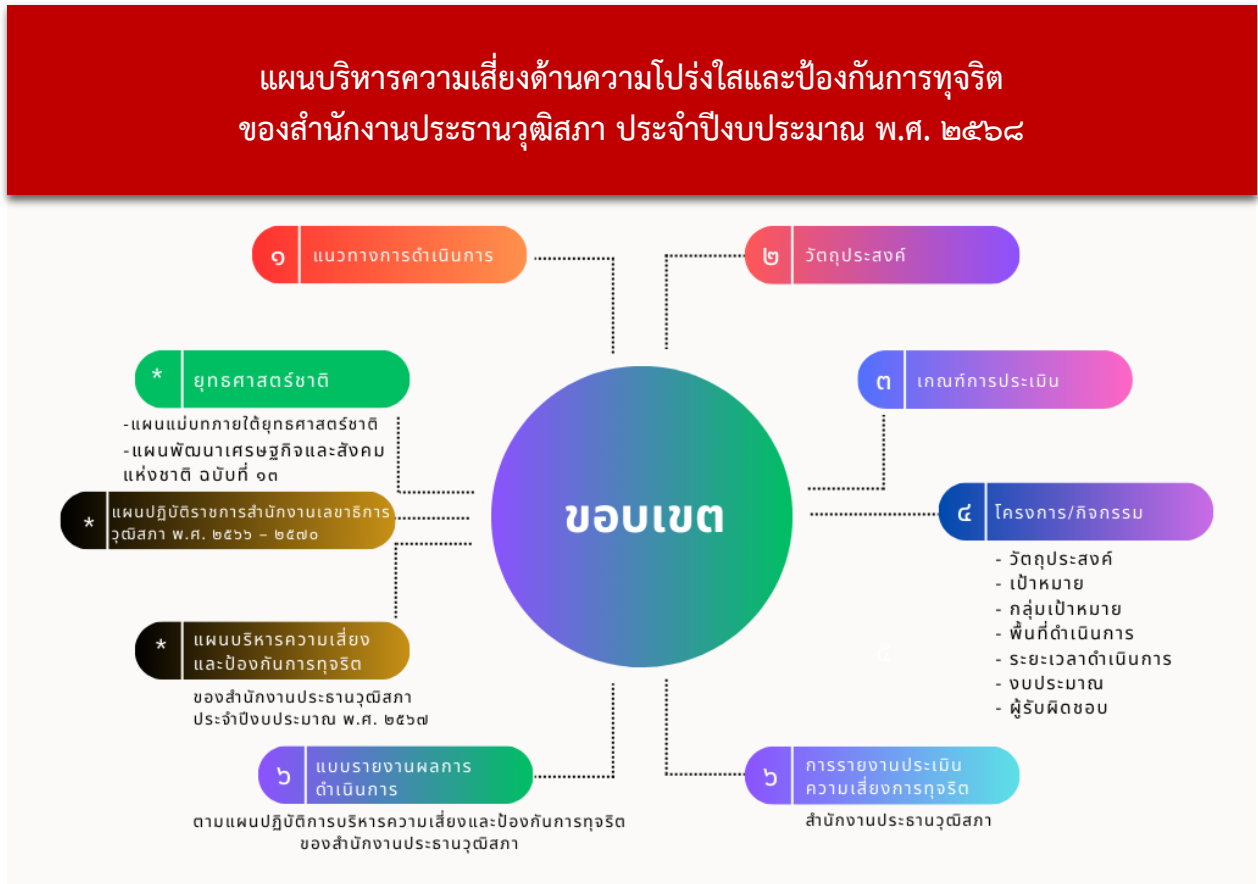 แผนบริหารความเสี่ยงด้านความโปร่งใสและป้องกันการทุจริต
ของสำนักงานประธานวุฒิสภา ประจำปีงบประมาณ พ.ศ. ๒๕๖๘
๑ แนวทางการดำเนินการ
๒ วัตถุประสงค์
* ยุทธศาสตร์ชาติ
-แผนแม่บทภายใต้ยุทธศาสตร์ชาติ
-แผนพัฒนาเศรษฐกิจและสังคม
แห่งชาติ ฉบับที่ ๑๓
๓ เกณฑ์การประเมิน
* แผนปฏิบัติราชการสำนักงานเลขาธิการ
วุฒิสภา พ.ศ. ๒๕๖๖ – ๒๕๗๐
ขอบเขต
๔ โครงการ/กิจกรรม
- วัตถุประสงค์
- เป้าหมาย
- กลุ่มเป้าหมาย
- พื้นที่ดำเนินการ
- ระยะเวลาดำเนินการ
- งบประมาณ
- ผู้รับผิดชอบ
* แผนบริหารความเสี่ยง
และป้องกันการทุจริต
ของสำนักงานประธานวุฒิสภา
ประจำปีงบประมาณ พ.ศ. ๒๕๖๗
๖ แบบรายงานผลการ
ดำเนินการ
ตามแผนปฏิบัติการบริหารความเสี่ยงและป้องกันการทุจริต
ของสำนักงานประธานวุฒิสภา
๖ การรายงานประเมิน
ความเสี่ยงการทุจริต
สำนักงานประธานวุฒิสภา